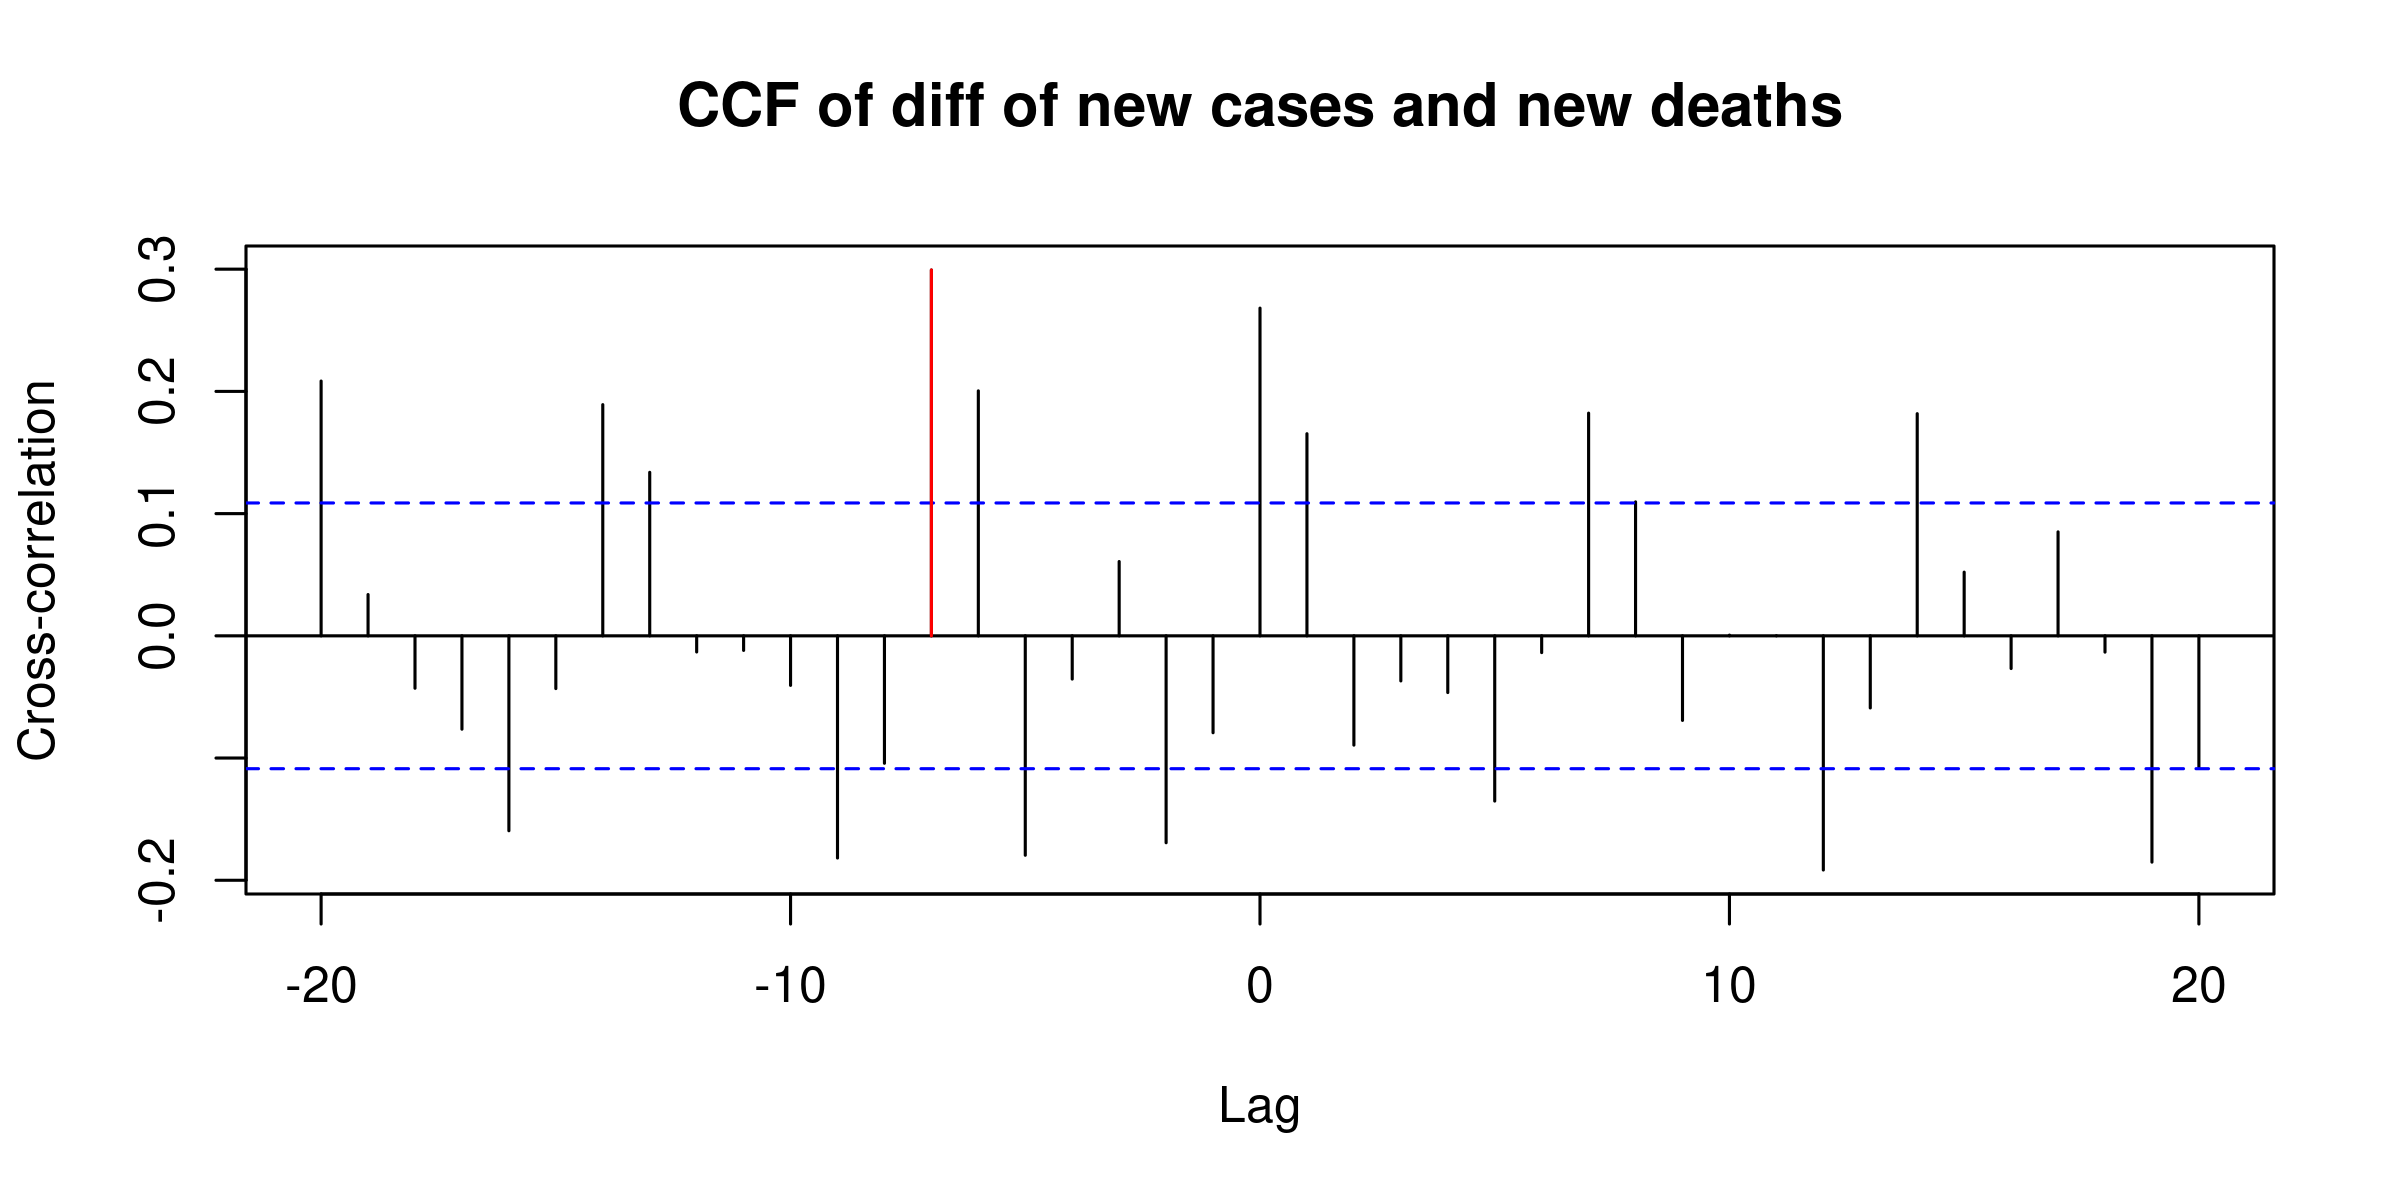 CCF of diff of new cases and new deaths
Cross-correlation
0.3
0.2
0.1
0.0
-0.2
-20 -10 0 10 20
Lag